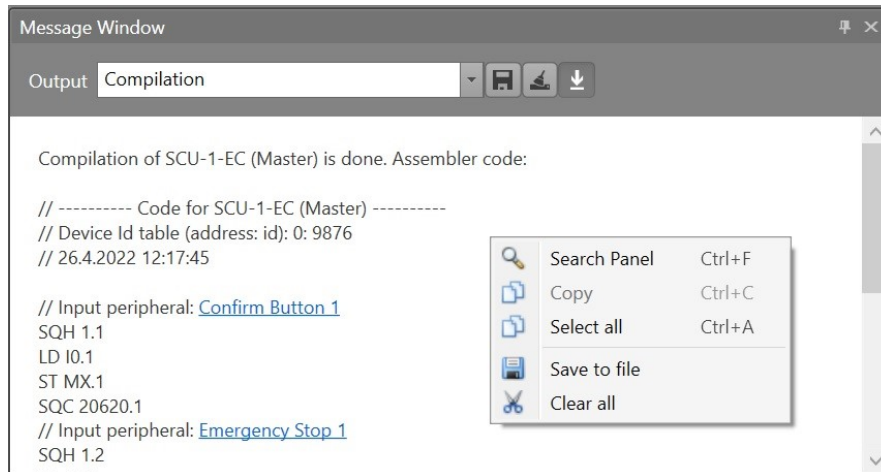 Message Window
Output Compilation
Compilation of SCU-1-EC (Master) is done. Assembler code:
// ---------- Code for SCU-1-EC (Master) ----------
// Device Id table (address: id): 0: 9876
// 26.4.2022 12:17:45
// Input peripheral: Confirm Button 1
SQH 1.1
LD I0.1
ST MX.1
SQC 20620.1
// Input peripheral: Emergency Stop 1
SQH 1.2
Search Panel Ctrl+F
Copy Ctrl+C
Select all Ctrl+A
Save to file
Clear all